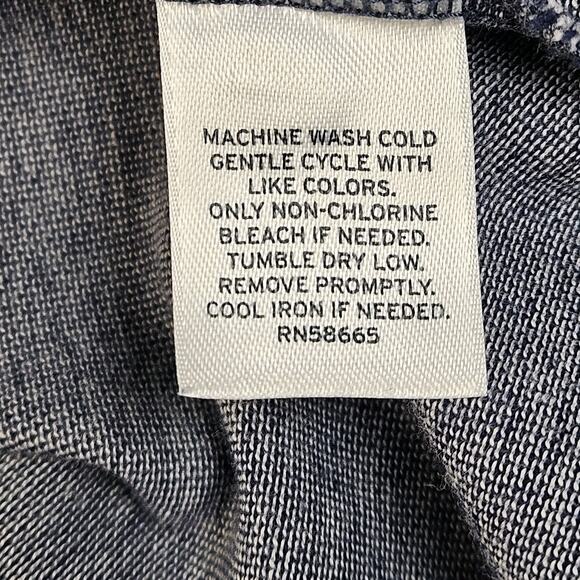 MACHINE WASH COLD
GENTLE CYCLE WITH
LIKE COLORS.
ONLY NON-CHLORINE
BLEACH IF NEEDED.
TUMBLE DRY LOW.
REMOVE PROMPTLY.
COOL IRON IF NEEDED.
RN58665